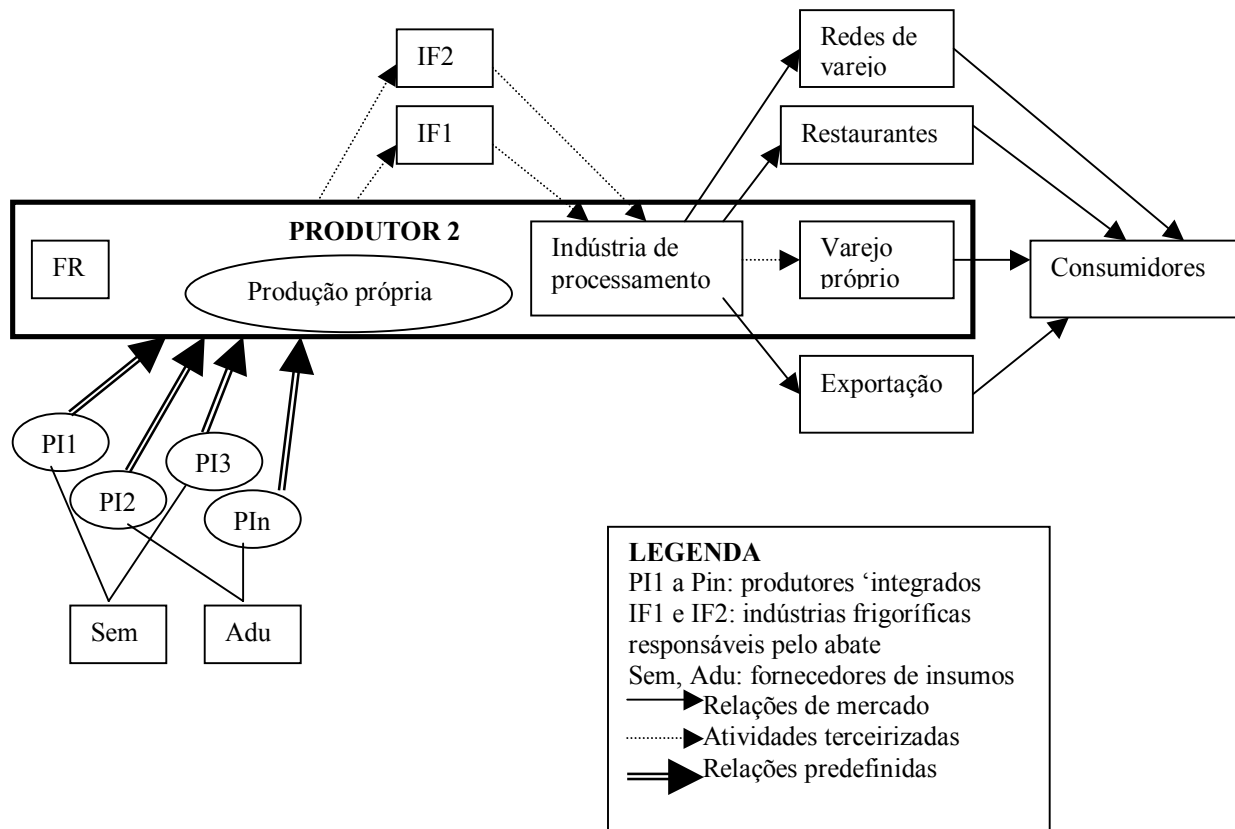 IF2
Redes de
varejo
IF1
Restaurantes
PRODUTOR 2
FR
Produção própria
Indústria de
processamento
Varejo
próprio
Consumidores
Exportação
PI1
PI3
PI2
PIn
Sem
Adu
LEGENDA
PI1 a Pin: produtores ‘integrados
IF1 e IF2: indústrias frigoríficas
responsáveis pelo abate
Sem, Adu: fornecedores de insumos
Relações de mercado
Atividades terceirizadas
Relações predefinidas